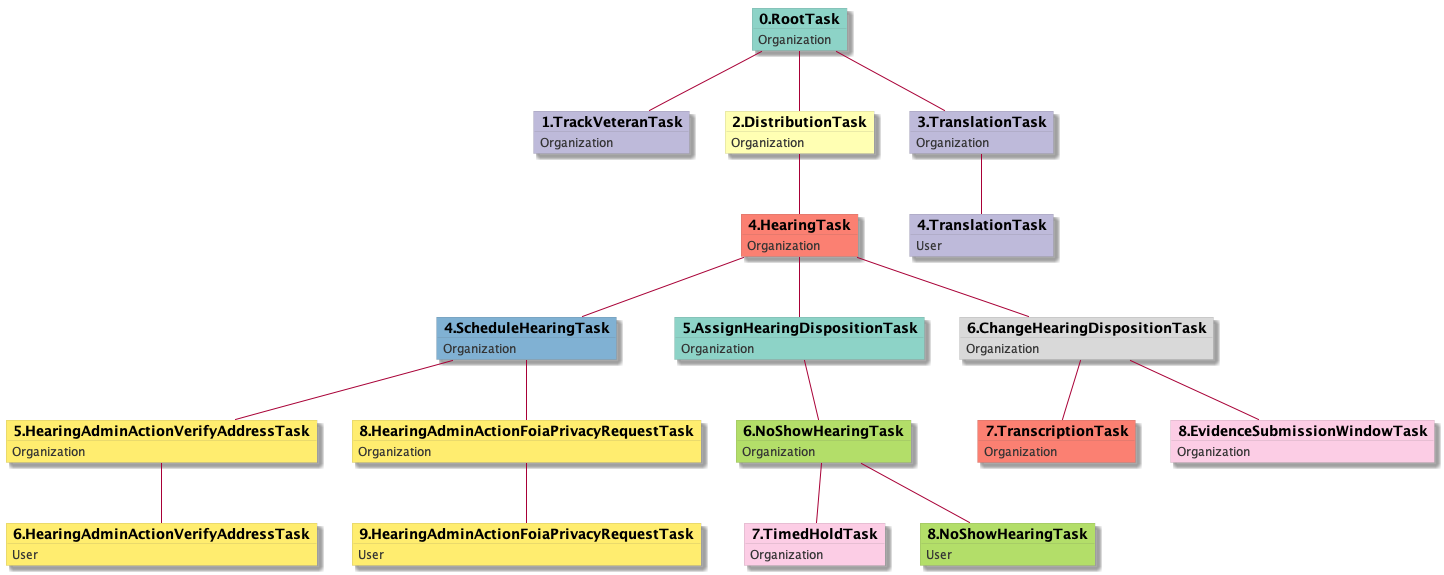 0.RootTask
Organization
1.TrackVeteranTask
Organization
2.DistributionTask
Organization
3.TranslationTask
Organization
4.HearingTask
Organization
4.TranslationTask
User
4.ScheduleHearingTask
Organization
5.AssignHearingDispositionTask
Organization
6.ChangeHearingDispositionTask
Organization
5.HearingAdminActionVerifyAddressTask
Organization
8.HearingAdminActionFoiaPrivacyRequestTask
Organization
6.NoShowHearingTask
Organization
7.TranscriptionTask
Organization
8.EvidenceSubmissionWindowTask
Organization
6.HearingAdminActionVerifyAddressTask
User
9.HearingAdminActionFoiaPrivacyRequestTask
User
7.TimedHoldTask
Organization
8.NoShowHearingTask
User